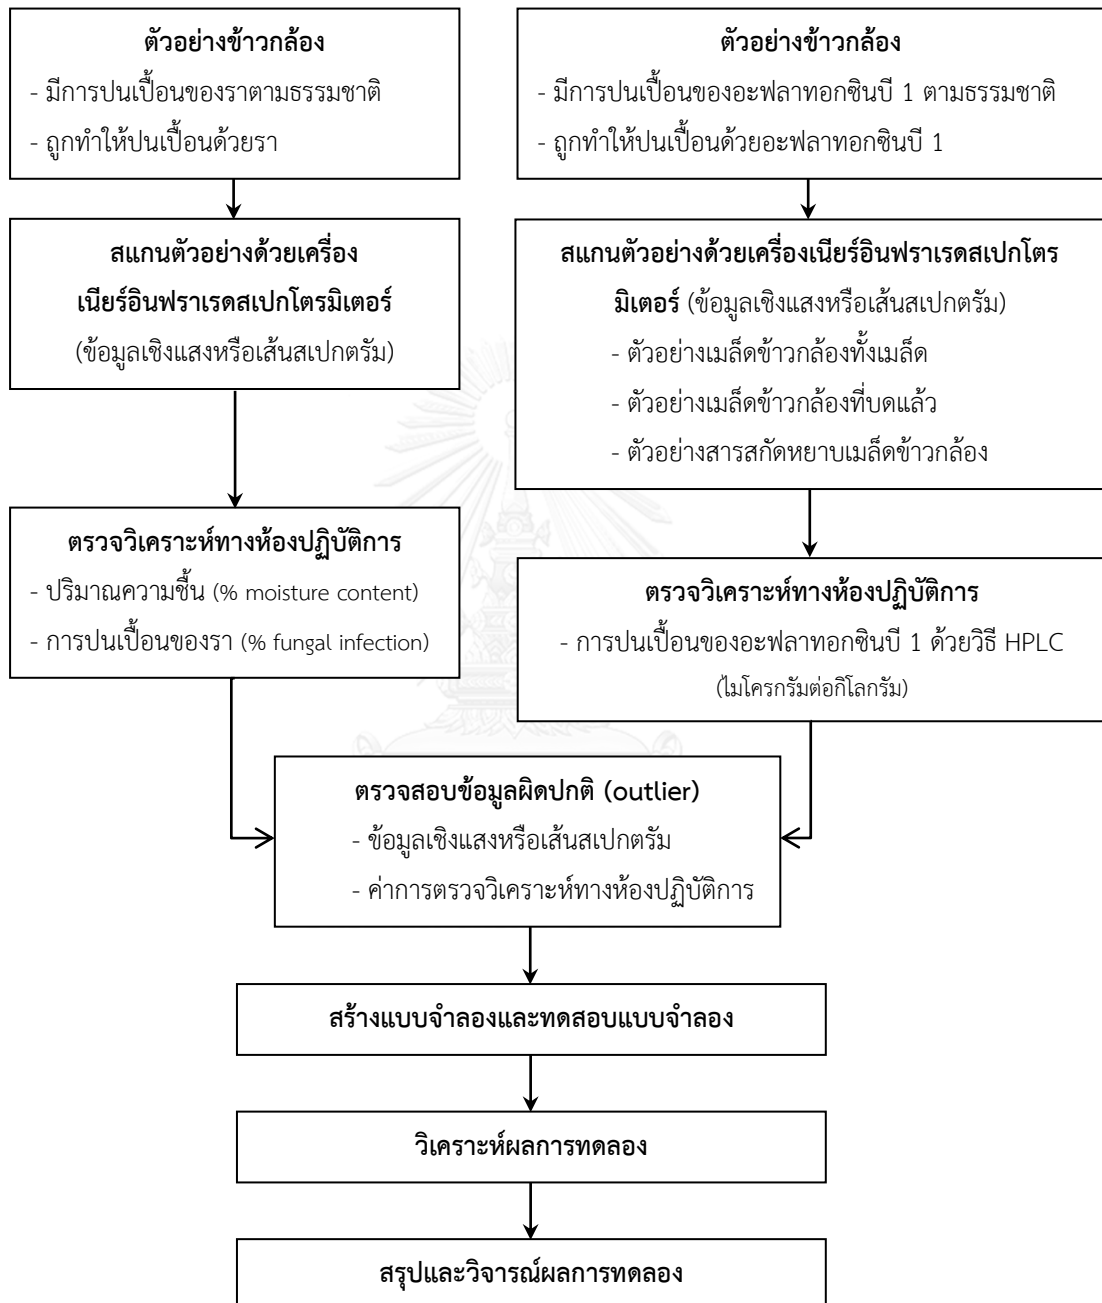 ตัวอย่างข้าวกล้อง
- มีการปนเปื้อนของราตามธรรมชาติ
- ถูกทำให้ปนเปื้อนด้วยรา
ตัวอย่างข้าวกล้อง
- มีการปนเปื้อนของอะฟลาทอกซินบี 1 ตามธรรมชาติ
- ถูกทำให้ปนเปื้อนด้วยอะฟลาทอกซินบี 1
สแกนตัวอย่างด้วยเครื่อง
เนียร์อินฟราเรดสเปกโตรมิเตอร์
(ข้อมูลเชิงแสงหรือเส้นสเปกตรัม)
สแกนตัวอย่างด้วยเครื่องเนียร์อินฟราเรดสเปกโตร
มิเตอร์ (ข้อมูลเชิงแสงหรือเส้นสเปกตรัม)
- ตัวอย่างเมล็ดข้าวกล้องทั้งเมล็ด
- ตัวอย่างเมล็ดข้าวกล้องที่บดแล้ว
- ตัวอย่างสารสกัดหยาบเมล็ดข้าวกล้อง
ตรวจวิเคราะห์ทางห้องปฏิบัติการ
- ปริมาณความชื้น (% moisture content)
- การปนเปื้อนของรา (% fungal infection)
ตรวจวิเคราะห์ทางห้องปฏิบัติการ
- การปนเปื้อนของอะฟลาทอกซินบี 1 ด้วยวิธี HPLC
(ไมโครกรัมต่อกิโลกรัม)
ตรวจสอบข้อมูลผิดปกติ (outlier)
- ข้อมูลเชิงแสงหรือเส้นสเปกตรัม
- ค่าการตรวจวิเคราะห์ทางห้องปฏิบัติการ
สร้างแบบจำลองและทดสอบแบบจำลอง
วิเคราะห์ผลการทดลอง
สรุปและวิจารณ์ผลการทดลอง